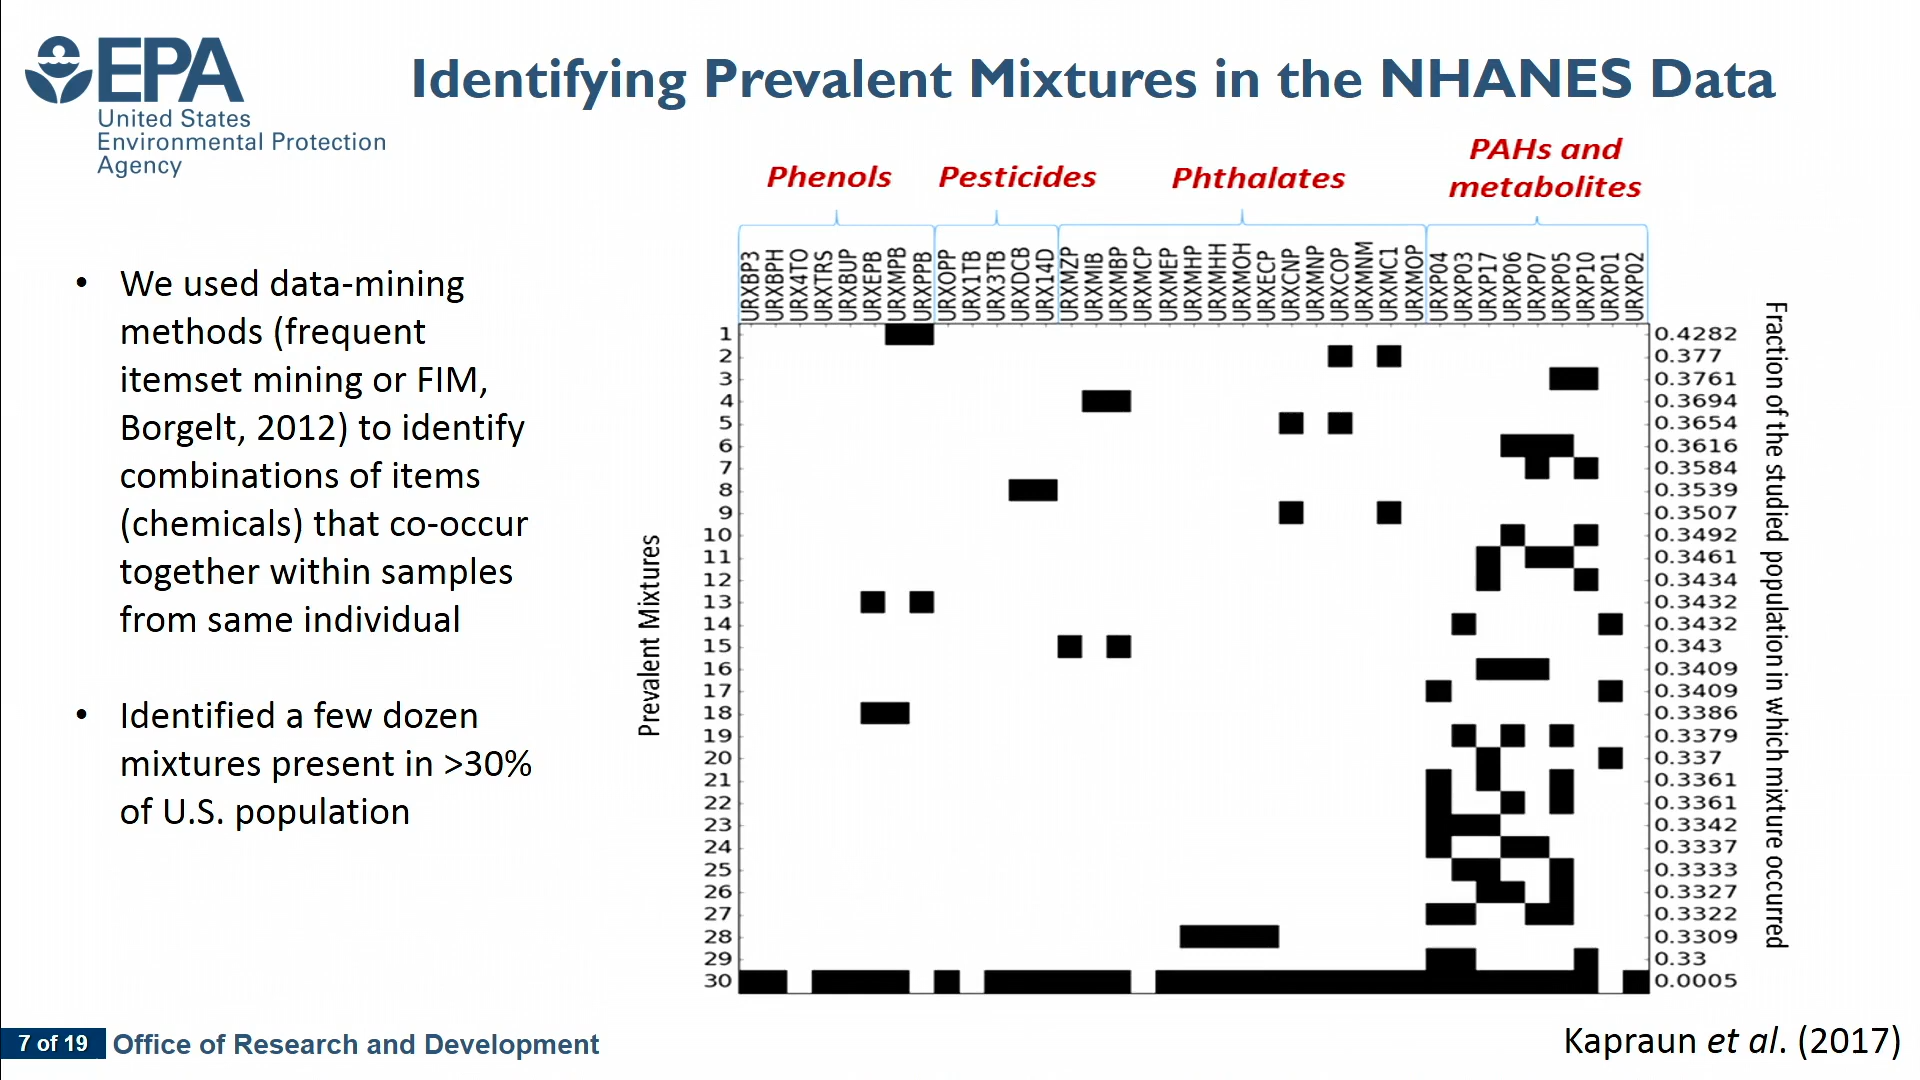 EPA
United States
Environmental Protection
Agency
Identifying Prevalent Mixtures in the NHANES Data
• We used data-mining
methods (frequent
itemset mining or FIM,
Borgelt, 2012) to identify
combinations of items
(chemicals) that co-occur
together within samples
from same individual
• Identified a few dozen
mixtures present in >30%
of U.S. population
Phenols
Pesticides
Phthalates
PAHs and
metabolites
URXBP3
URXBPH
URX4TO
URXTRS
URXBUP
URXEPB
URXMPB
URXPPB
URXOPP
URX1TB
URX3TB
URXDCB
URX14D
URXMZP
URXMIB
URXMBP
URXMCP
URXMEP
URXMHP
URXMHH
URXMOH
URXECP
URXCNP
URXMNP
URXCOP
URXMNM
URXMC1
URXMOP
URXP04
URXP03
URXP17
URXP06
URXP07
URXP05
URXP10
URXP01
URXP02
Prevalent Mixtures
1 0.4282
2 0.377
3 0.3761
4 0.3694
5 0.3654
6 0.3616
7 0.3584
8 0.3539
9 0.3507
10 0.3492
11 0.3461
12 0.3434
13 0.3432
14 0.3432
15 0.343
16 0.3409
17 0.3409
18 0.3386
19 0.3379
20 0.337
21 0.3361
22 0.3361
23 0.3342
24 0.3337
25 0.3333
26 0.3327
27 0.3322
28 0.3309
29 0.33
30 0.0005
Fraction of the studied population in which mixture occurred
7 of 19
Office of Research and Development
Kapraun et al. (2017)